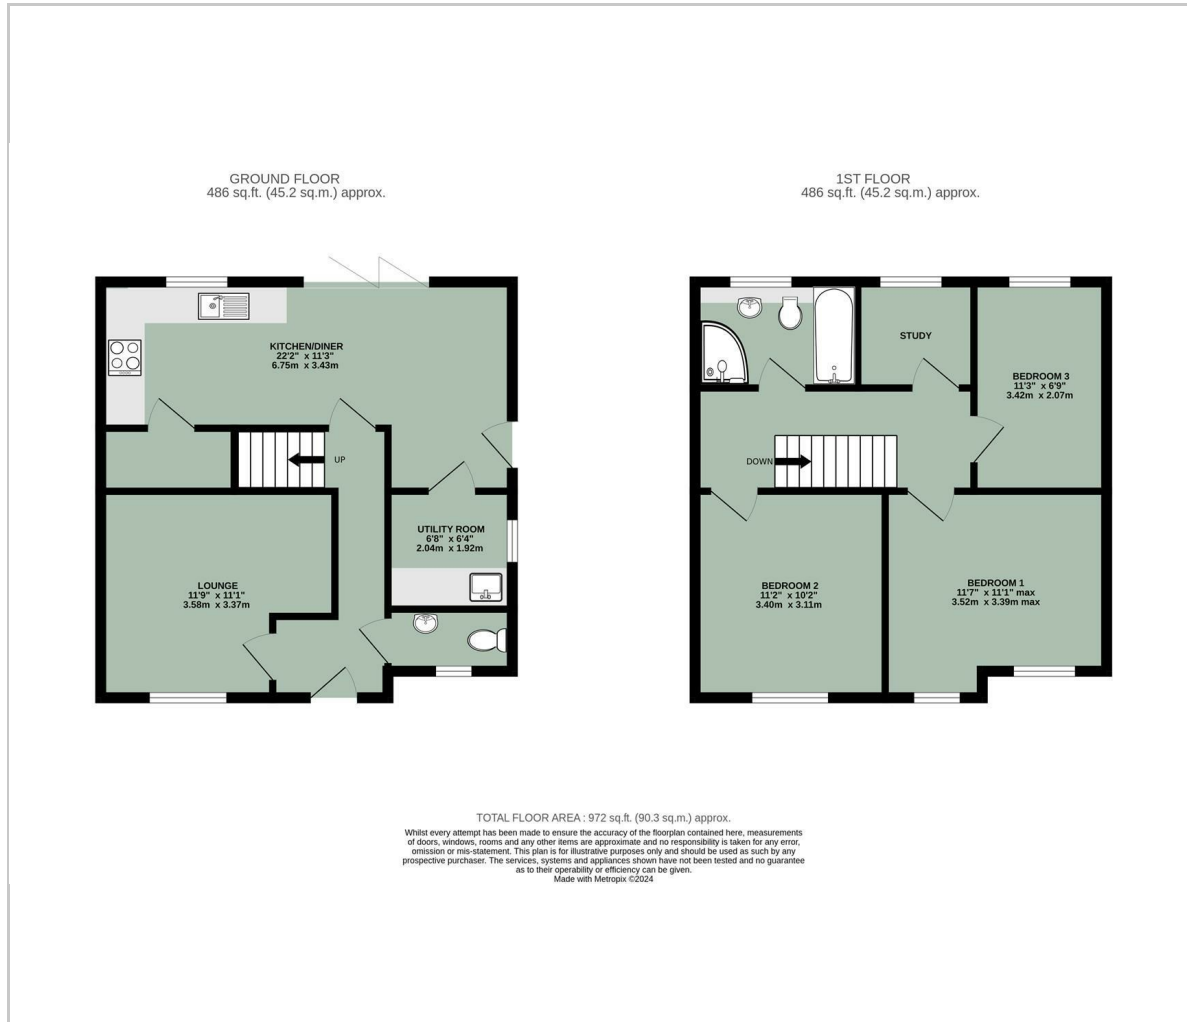 GROUND FLOOR
486 sq.ft. (45.2 sq.m.) approx.
1ST FLOOR
486 sq.ft. (45.2 sq.m.) approx.
KITCHEN/DINER
22'2" x 11'3"
6.75m x 3.43m
UP
UTILITY ROOM
6'8" x 6'4"
2.04m x 1.92m
LOUNGE
11'9" x 11'1"
3.58m x 3.37m
STUDY
BEDROOM 3
11'3" x 6'9"
3.42m x 2.07m
DOWN
BEDROOM 2
11'2" x 10'2"
3.40m x 3.11m
BEDROOM 1
11'7" x 11'1" max
3.52m x 3.39m max
TOTAL FLOOR AREA : 972 sq.ft. (90.3 sq.m.) approx.
Whilst every attempt has been made to ensure the accuracy of the floorplan contained here, measurements
of doors, windows, rooms and any other items are approximate and no responsibility is taken for any error,
omission or mis-statement. This plan is for illustrative purposes only and should be used as such by any
prospective purchaser. The services, systems and appliances shown have not been tested and no guarantee
as to their operability or efficiency can be given.
Made with Metropix ©2024